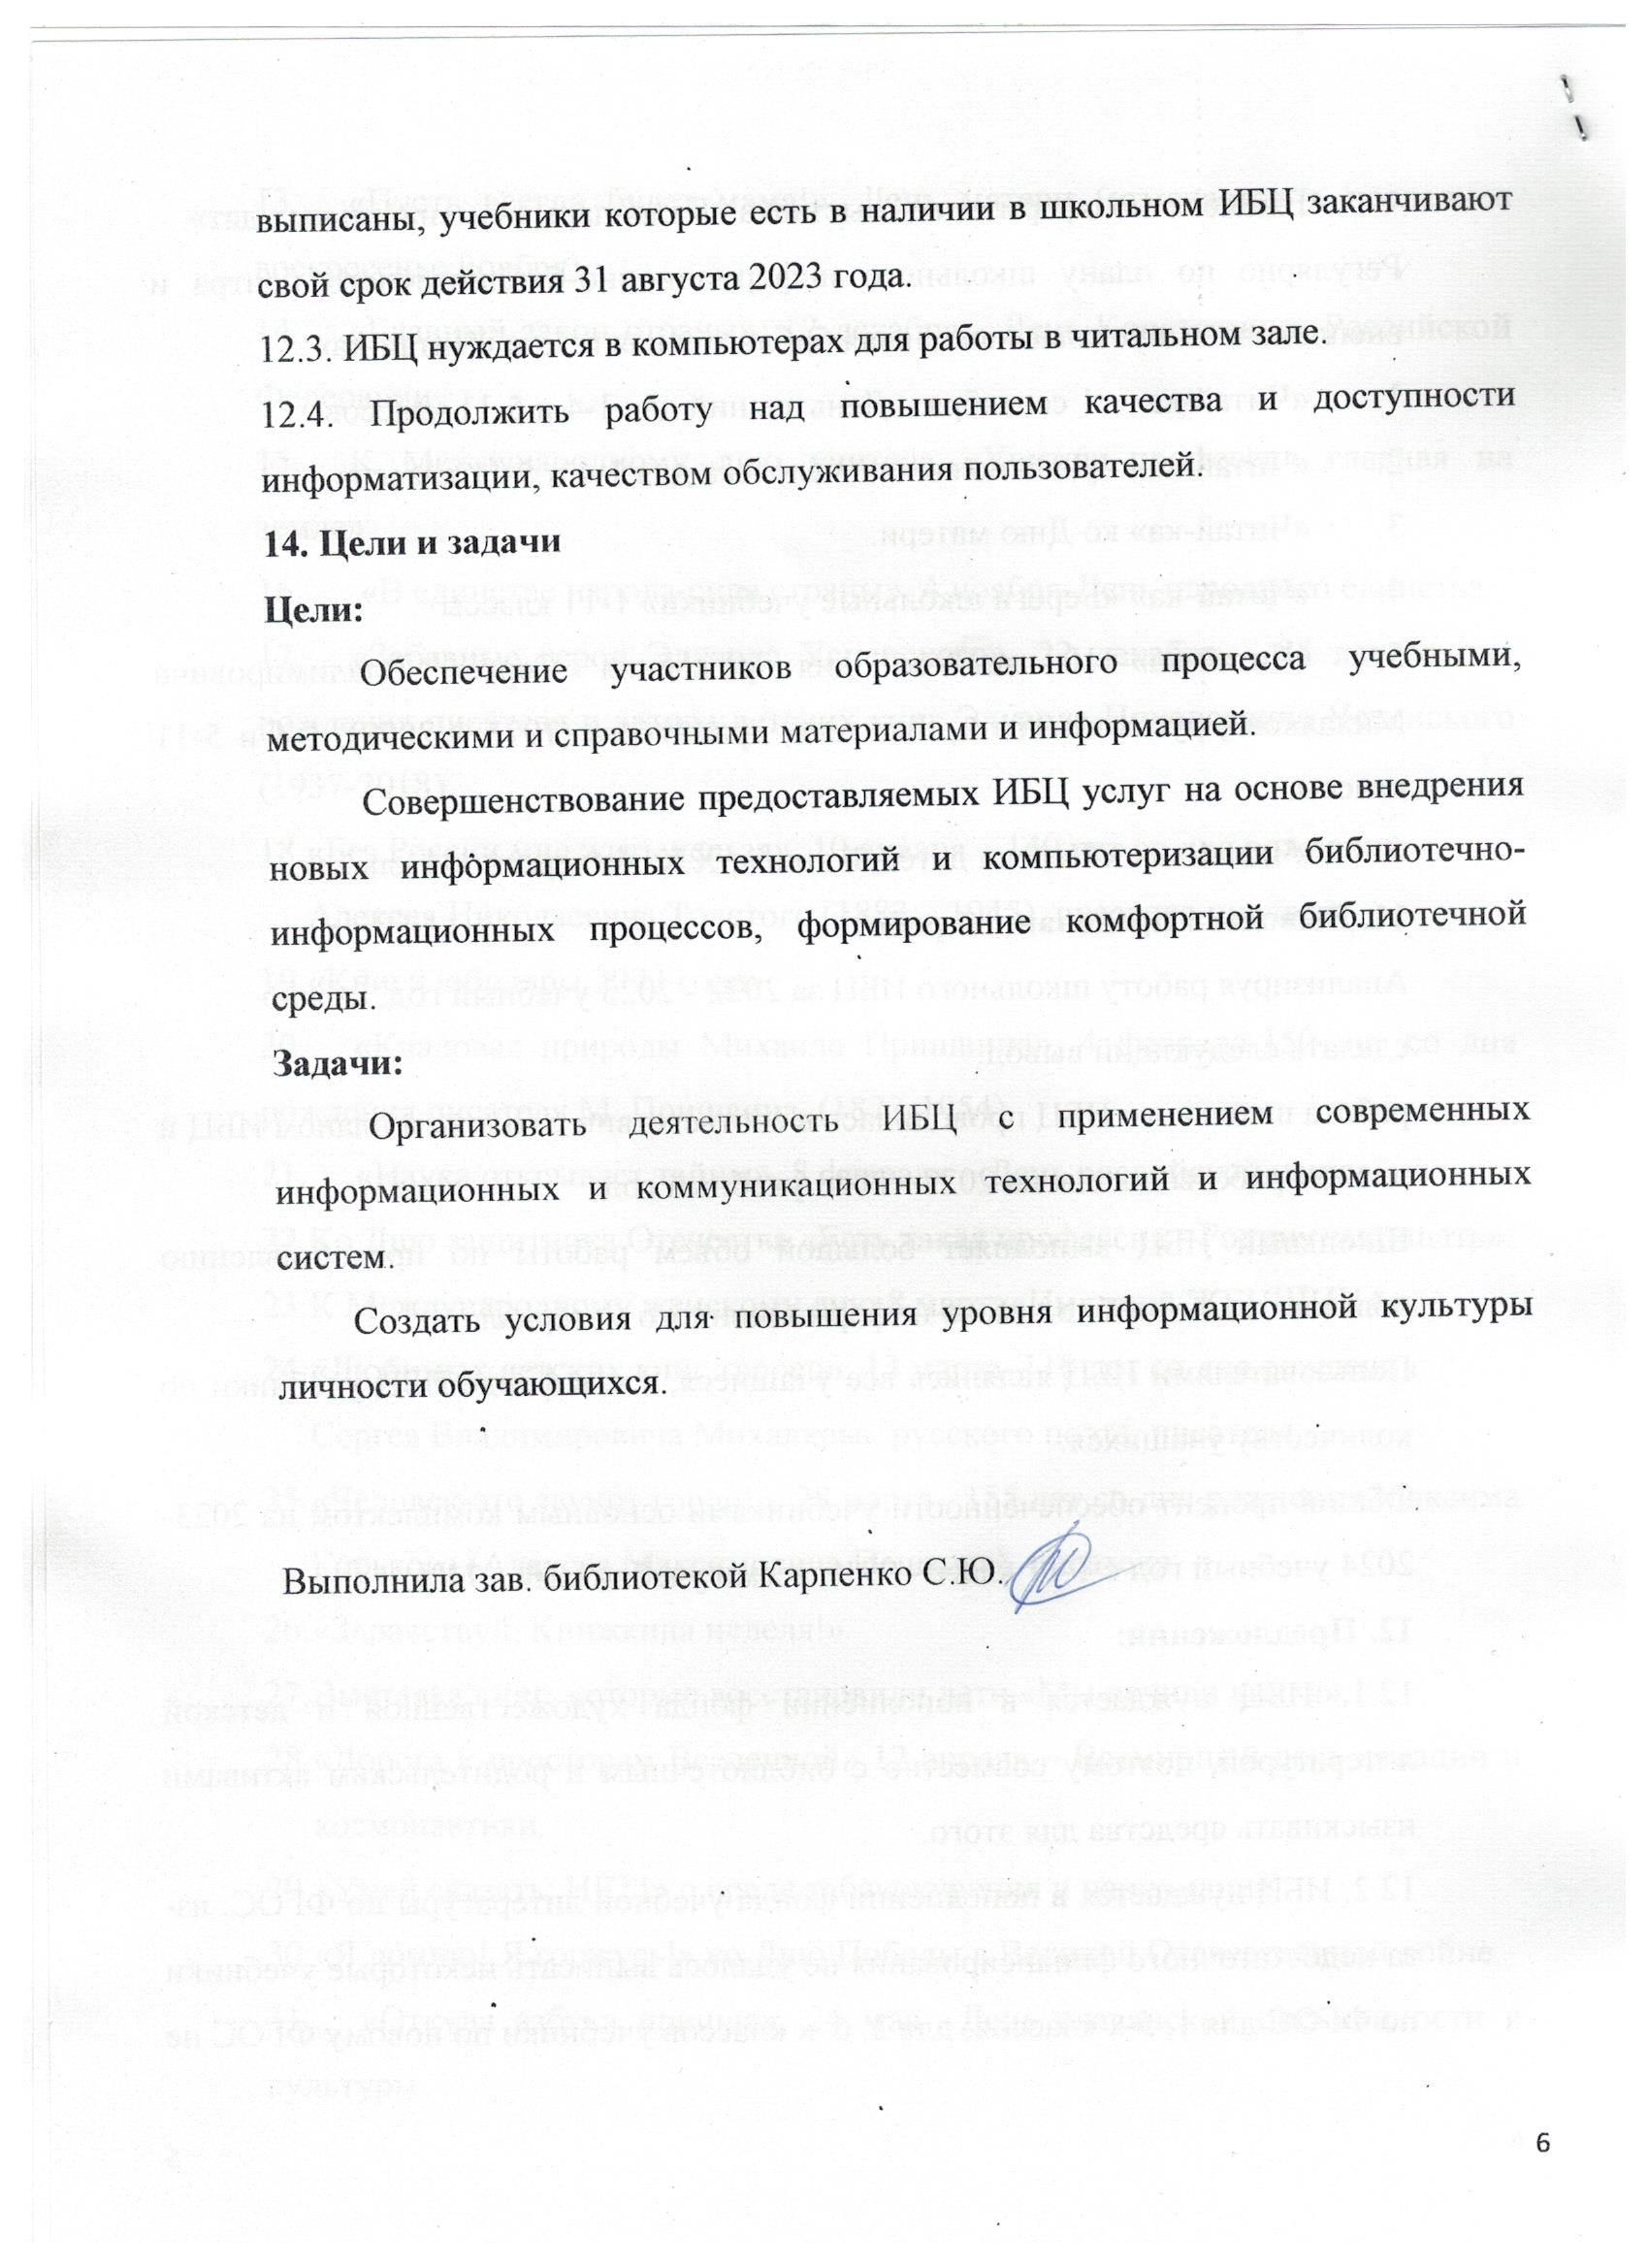 выписаны, учебники которые есть в наличии в школьном ИБЦ заканчивают
свой срок действия 31 августа 2023 года.
12.3. ИБЦ нуждается в компьютерах для работы в читальном зале.
12.4. Продолжить работу над повышением качества и доступности
информатизации, качеством обслуживания пользователей.
14. Цели и задачи
Цели:
Обеспечение участников образовательного процесса учебными,
методическими и справочными материалами и информацией.
Совершенствование предоставляемых ИБЦ услуг на основе внедрения
новых информационных технологий и компьютеризации библиотечно-
информационных процессов, формирование комфортной библиотечной
среды.
Задачи:
Организовать деятельность ИБЦ с применением современных
информационных и коммуникационных технологий и информационных
систем.
Создать условия для повышения уровня информационной культуры
личности обучающихся.
Выполнила зав. библиотекой Карпенко С.Ю.
6